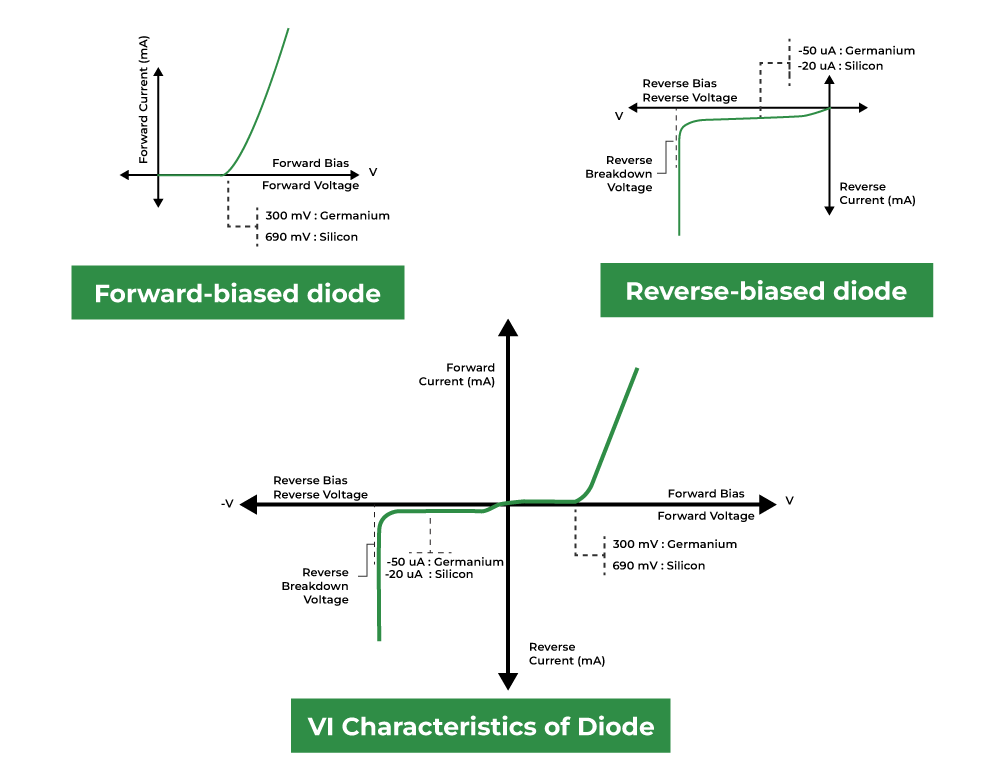 Forward Current (mA)
Forward Bias
V
Forward Voltage
300 mV : Germanium
690 mV : Silicon
Forward-biased diode
-50 uA : Germanium
-20 uA : Silicon
Reverse Bias
Reverse Voltage
V
Reverse
Breakdown
Voltage
Reverse
Current (mA)
Reverse-biased diode
Forward
Current (mA)
Reverse Bias
Reverse Voltage
-V
Forward Bias
V
Forward Voltage
300 mV : Germanium
690 mV : Silicon
-50 uA : Germanium
-20 uA : Silicon
Reverse
Breakdown
Voltage
Reverse
Current (mA)
VI Characteristics of Diode